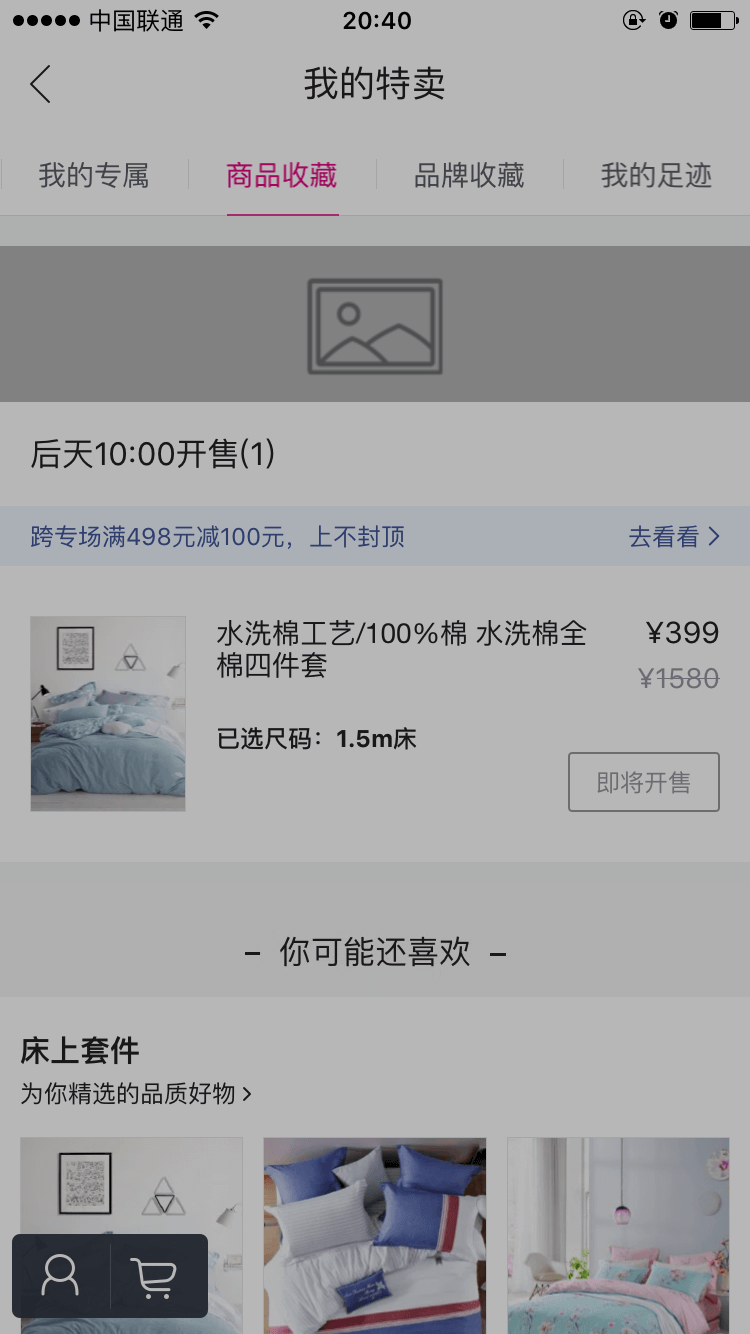 中国联通
20:40
我的特卖
我的专属
商品收藏
品牌收藏
我的足迹
后天10:00开售(1)
跨专场满498元减100元，上不封顶
去看看
水洗棉工艺/100%棉 水洗棉全
棉四件套
¥399
¥1580
已选尺码：1.5m床
即将开售
– 你可能还喜欢 –
床上套件
为你精选的品质好物